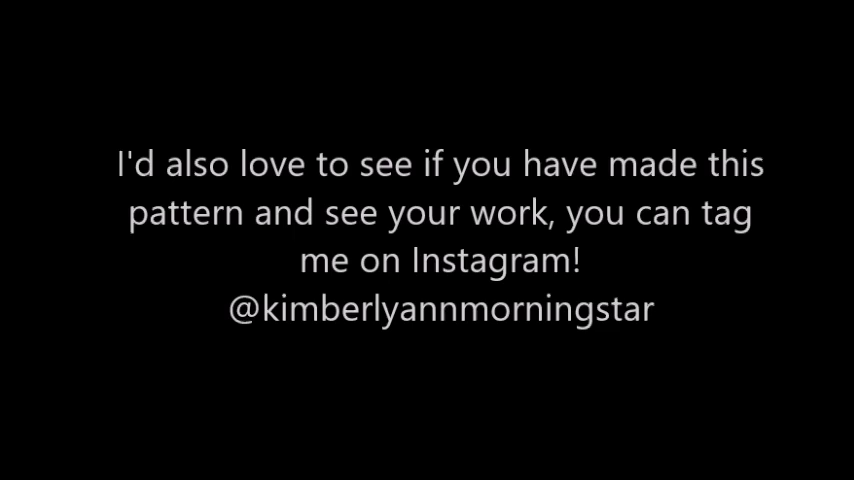 I'd also love to see if you have made this
pattern and see your work, you can tag
me on Instagram!
@kimberlyannmorningstar